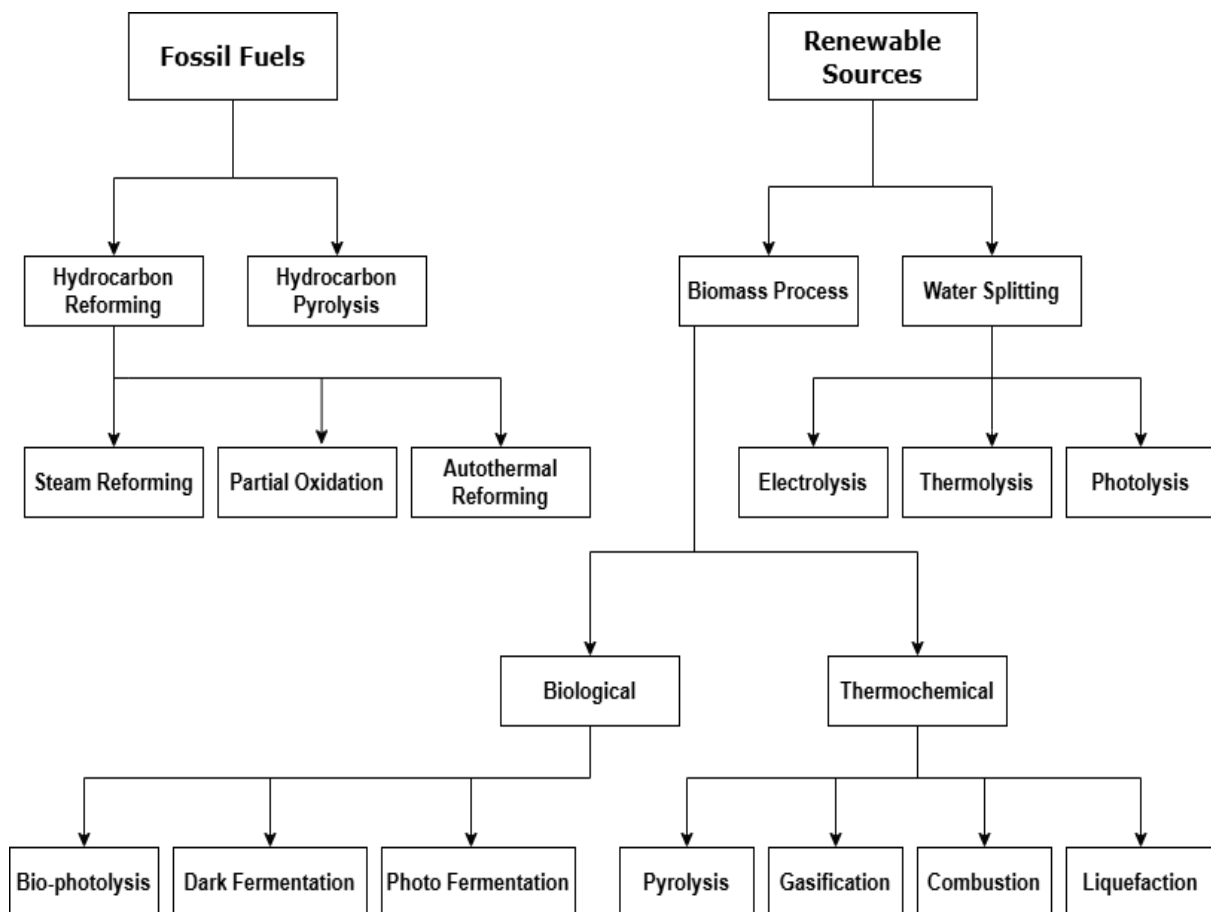 Fossil Fuels
Renewable
Sources
Hydrocarbon
Reforming
Hydrocarbon
Pyrolysis
Biomass Process
Water Splitting
Steam Reforming
Partial Oxidation
Autothermal
Reforming
Electrolysis
Thermolysis
Photolysis
Biological
Thermochemical
Bio-photolysis
Dark Fermentation
Photo Fermentation
Pyrolysis
Gasification
Combustion
Liquefaction